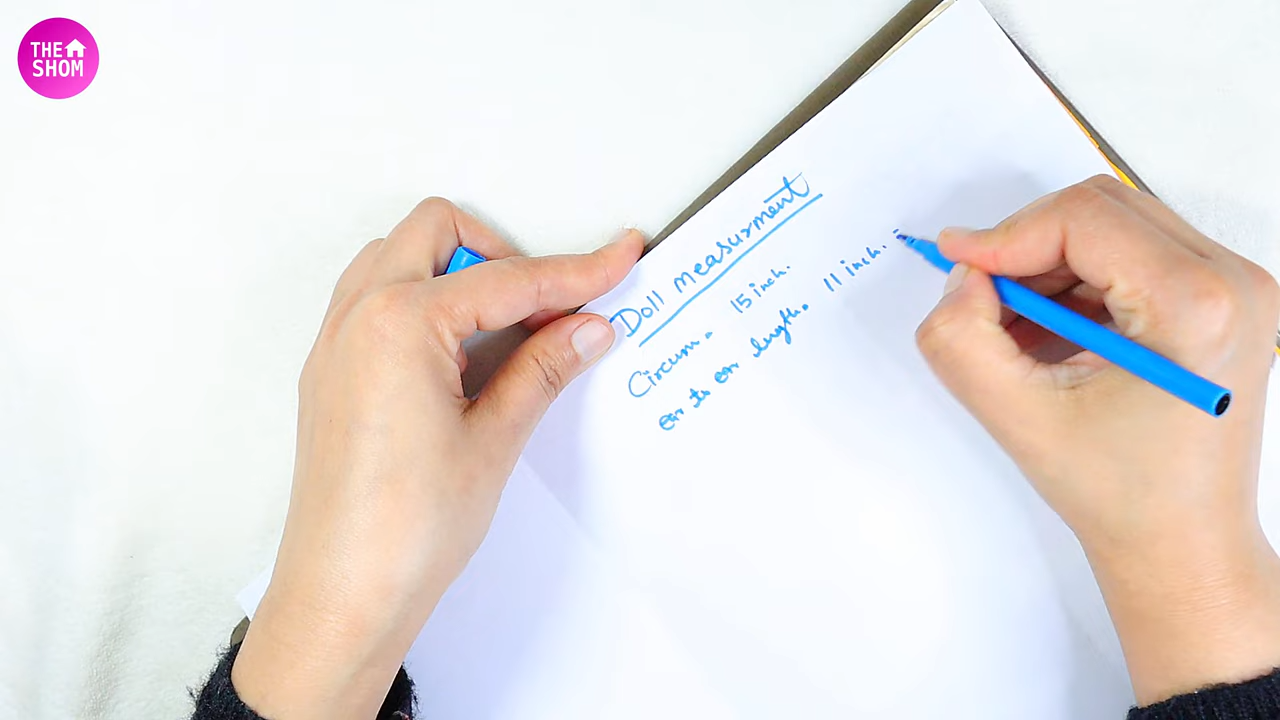 THE
SHOM
Doll measurment
Circum. 15 inch.
ear to ear length. 11 inch. =